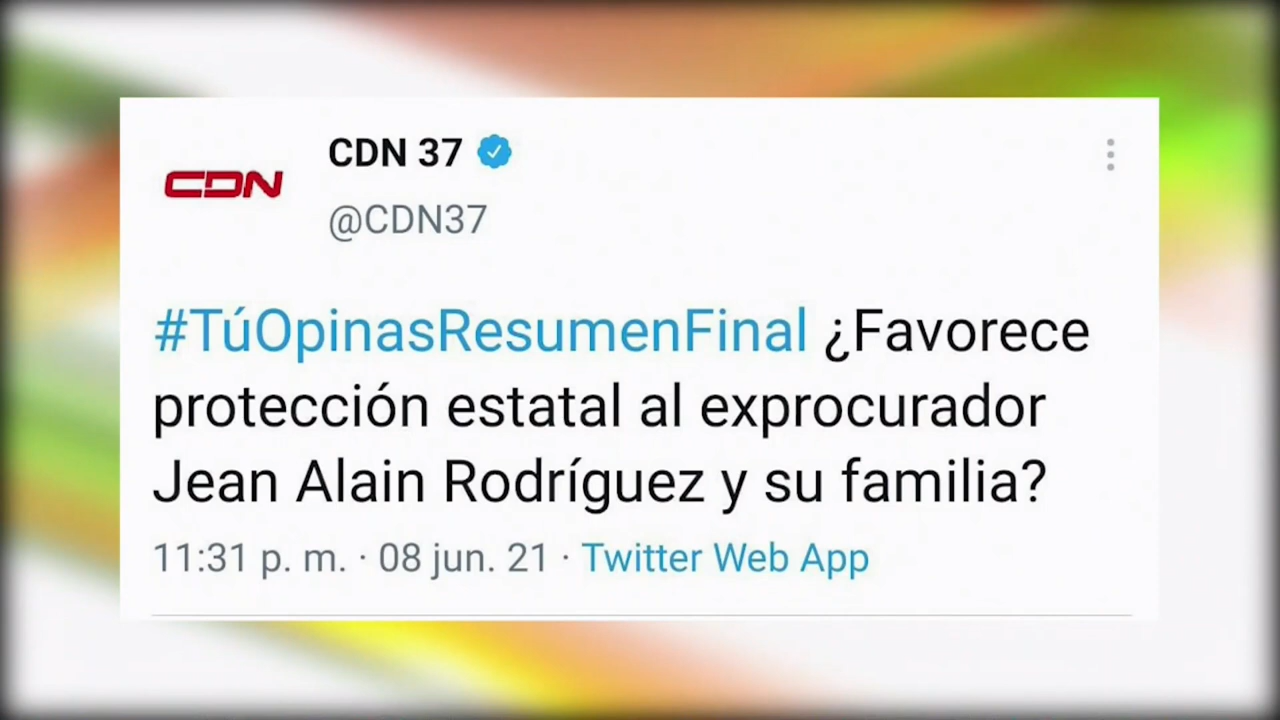 CDN
CDN 37
@CDN37
#TúOpinasResumenFinal ¿Favorece
protección estatal al exprocurador
Jean Alain Rodríguez y su familia?
11:31 p. m. · 08 jun. 21 · Twitter Web App